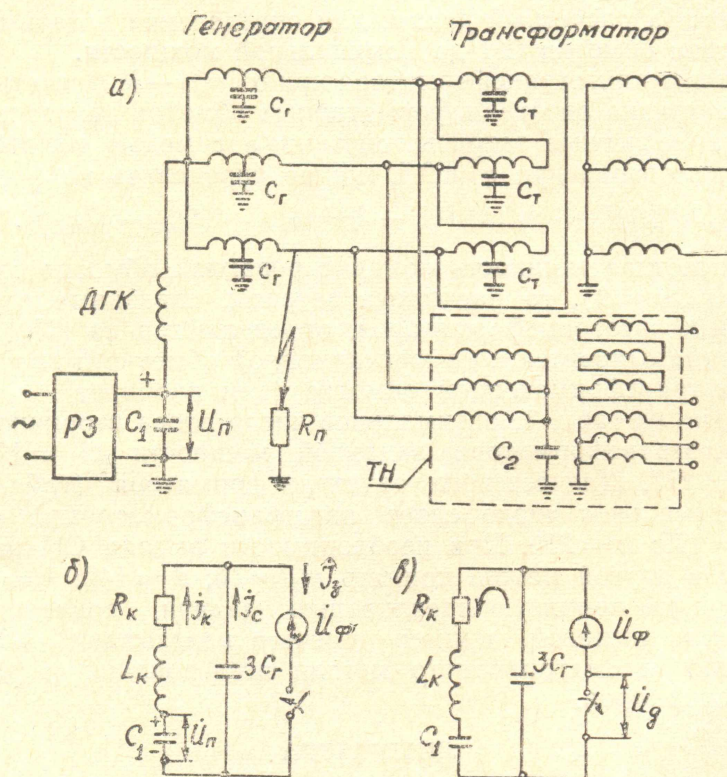 Генератор Трансформатор
а)
Cг Cт
Cг Cт
Cг Cт
ДГК
+
~ РЗ C1 Uп Rп
−
C2
ТН
б) в)
Rк İк İc İз U̇ф Rк U̇ф
Lк 3Cг Lк 3Cг U̇д
+
C1 U̇п C1
−